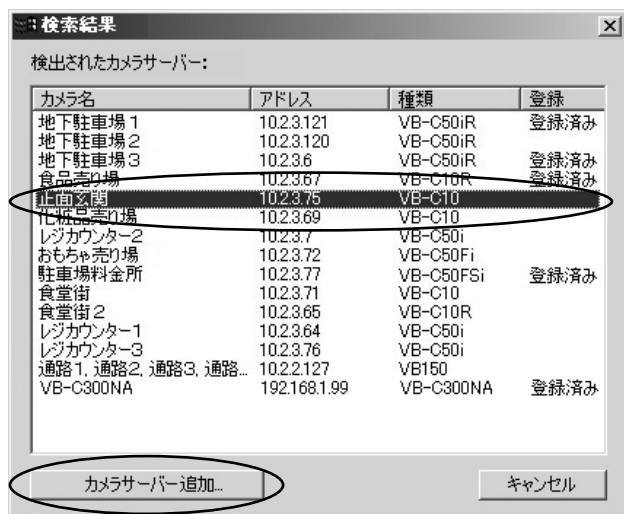 検索結果
検出されたカメラサーバー:
カメラ名 アドレス 種類 登録
地下駐車場1 10.2.3.121 VB-C50iR 登録済み
地下駐車場2 10.2.3.120 VB-C50iR
地下駐車場3 10.2.3.6 VB-C50iR 登録済み
食品売り場 10.2.3.67 VB-C10R 登録済み
正面玄関 10.2.3.75 VB-C10
化粧品売り場 10.2.3.69 VB-C10
レジカウンター2 10.2.3.7 VB-C50i
おもちゃ売り場 10.2.3.72 VB-C50Fi
駐車場料金所 10.2.3.77 VB-C50FSi 登録済み
食堂街 10.2.3.71 VB-C10
食堂街2 10.2.3.65 VB-C10R
レジカウンター1 10.2.3.64 VB-C50i
レジカウンター3 10.2.3.76 VB-C50i
通路1, 通路2, 通路3, 通路... 10.2.2.127 VB150
VB-C300NA 192.168.1.99 VB-C300NA 登録済み
カメラサーバー追加... キャンセル